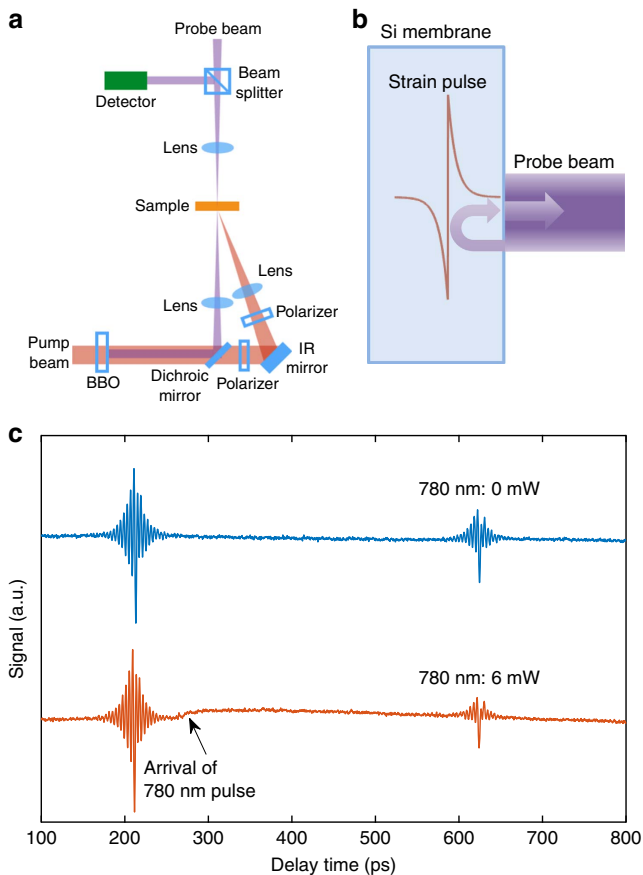 a
Probe beam
Beam
splitter
Detector
Lens
Sample
Lens
Lens
Polarizer
Pump
beam
IR
mirror
BBO
Dichroic
mirror
Polarizer
b
Si membrane
Strain pulse
Probe beam
c
780 nm: 0 mW
780 nm: 6 mW
Arrival of
780 nm pulse
Signal (a.u.)
100 200 300 400 500 600 700 800
Delay time (ps)